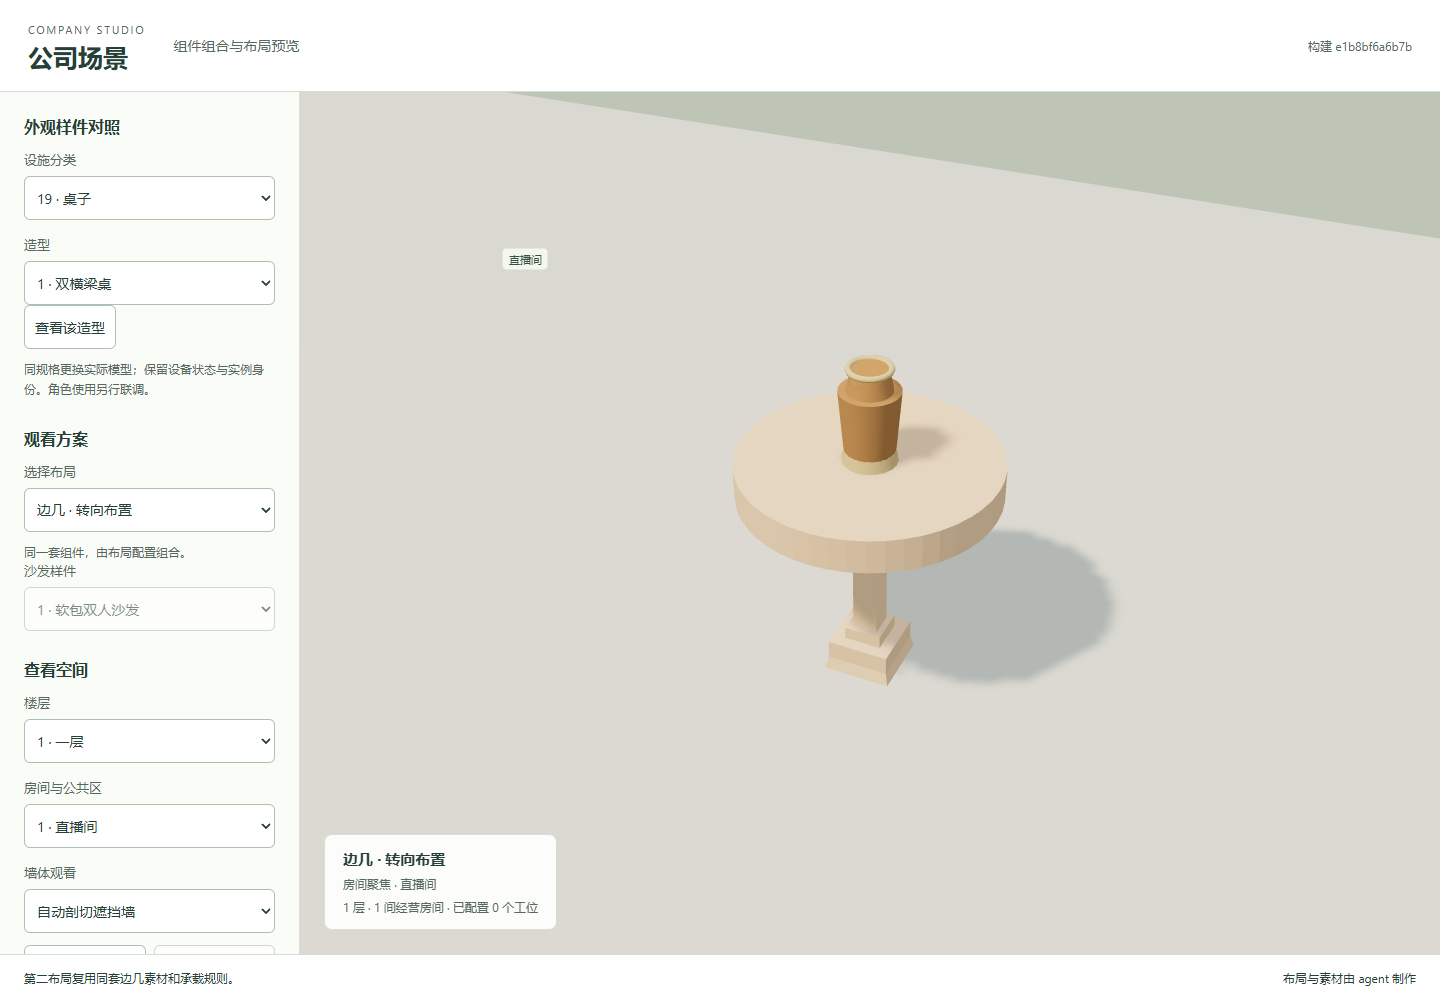 COMPANY STUDIO
公司场景
组件组合与布局预览
构建 e1b8bf6a6b7b
外观样件对照
设施分类
19 · 桌子
造型
1 · 双横梁桌
查看该造型
同规格更换实际模型；保留设备状态与实例身
份。角色使用另行联调。
观看方案
选择布局
边几 · 转向布置
同一套组件，由布局配置组合。
沙发样件
1 · 软包双人沙发
查看空间
楼层
1 · 一层
房间与公共区
1 · 直播间
墙体观看
自动剖切遮挡墙
直播间
边几 · 转向布置
房间聚焦 · 直播间
1 层 · 1 间经营房间 · 已配置 0 个工位
第二布局复用同套边几素材和承载规则。
布局与素材由 agent 制作